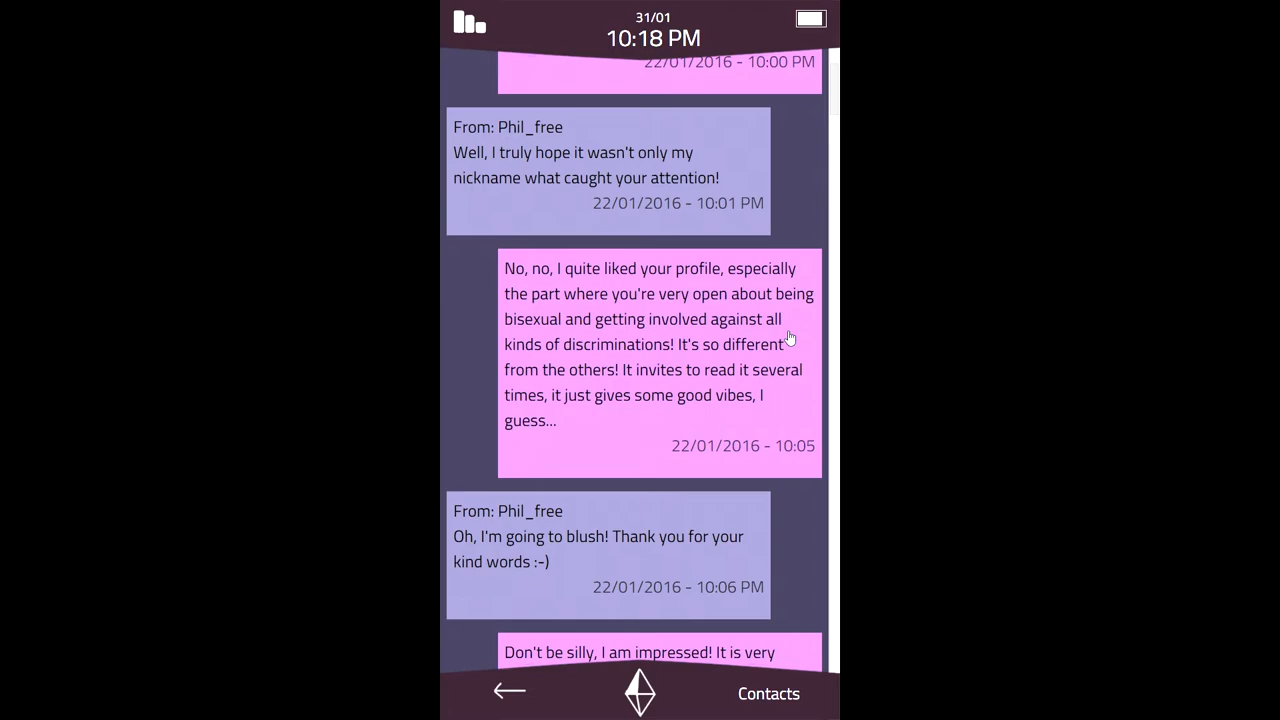 31/01
10:18 PM
22/01/2016 - 10:00 PM
From: Phil_free
Well, I truly hope it wasn't only my
nickname what caught your attention!
22/01/2016 - 10:01 PM
No, no, I quite liked your profile, especially
the part where you're very open about being
bisexual and getting involved against all
kinds of discriminations! It's so different
from the others! It invites to read it several
times, it just gives some good vibes, I
guess...
22/01/2016 - 10:05
From: Phil_free
Oh, I'm going to blush! Thank you for your
kind words :-)
22/01/2016 - 10:06 PM
Don't be silly, I am impressed! It is very
Contacts